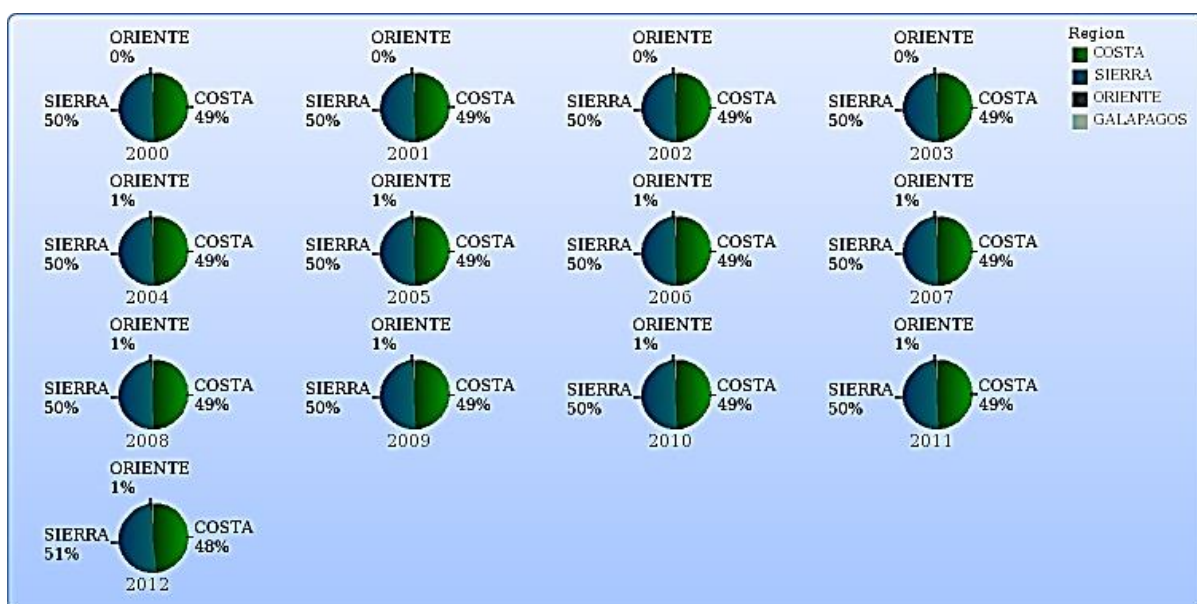 ORIENTE
0%
SIERRA
50%
COSTA
49%
2000
ORIENTE
0%
SIERRA
50%
COSTA
49%
2001
ORIENTE
0%
SIERRA
50%
COSTA
49%
2002
ORIENTE
0%
SIERRA
50%
COSTA
49%
2003
Region
COSTA
SIERRA
ORIENTE
GALAPAGOS
ORIENTE
1%
SIERRA
50%
COSTA
49%
2004
ORIENTE
1%
SIERRA
50%
COSTA
49%
2005
ORIENTE
1%
SIERRA
50%
COSTA
49%
2006
ORIENTE
1%
SIERRA
50%
COSTA
49%
2007
ORIENTE
1%
SIERRA
50%
COSTA
49%
2008
ORIENTE
1%
SIERRA
50%
COSTA
49%
2009
ORIENTE
1%
SIERRA
50%
COSTA
49%
2010
ORIENTE
1%
SIERRA
50%
COSTA
49%
2011
ORIENTE
1%
SIERRA
51%
COSTA
48%
2012